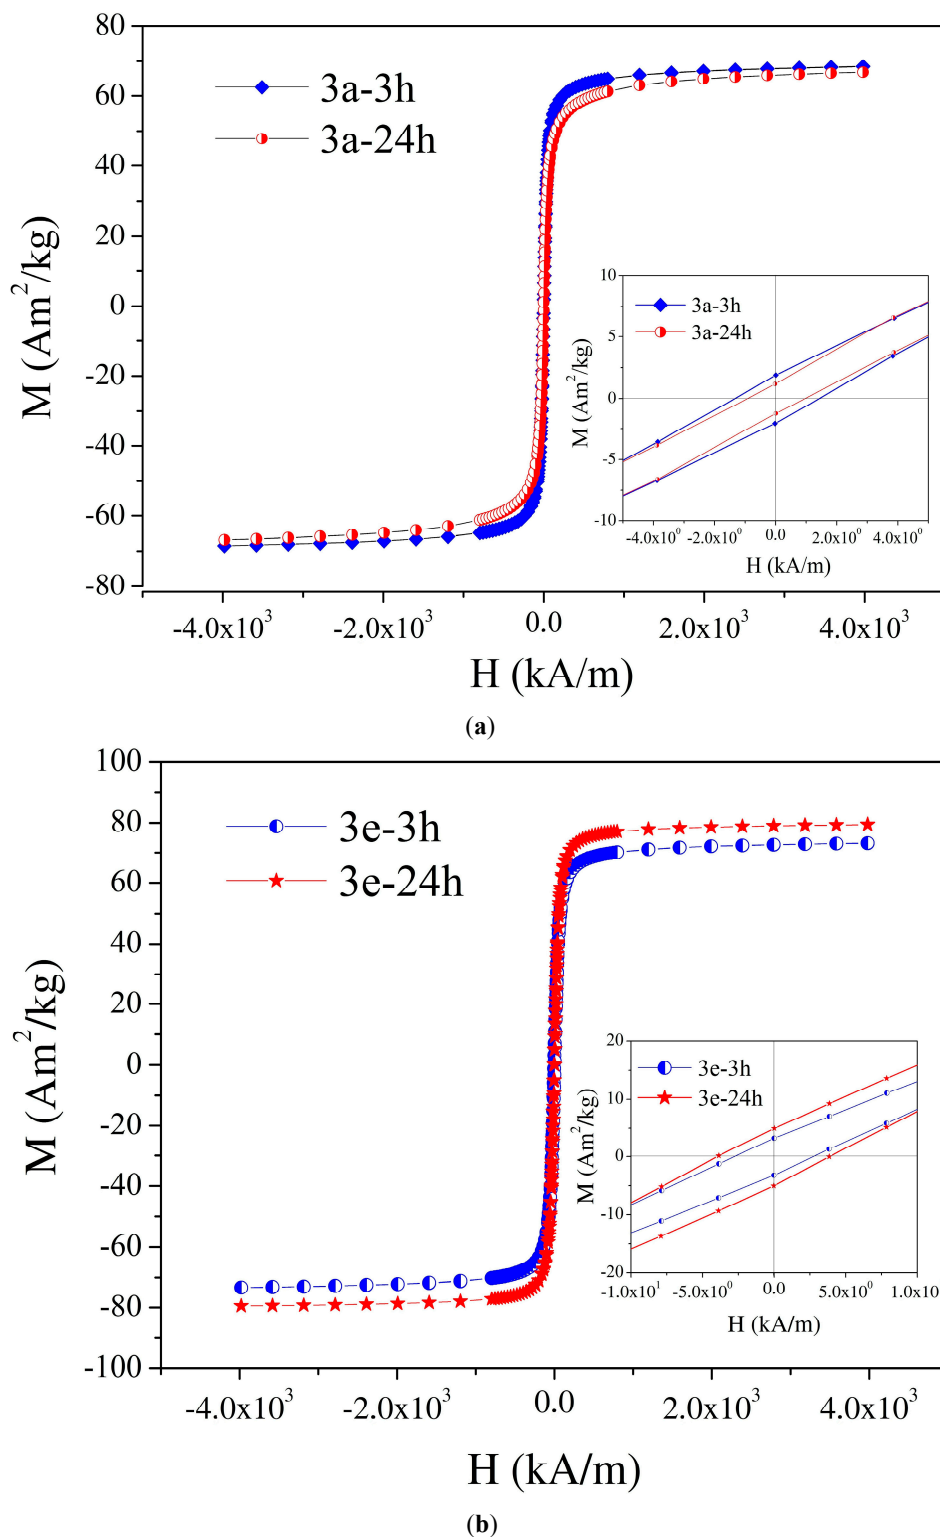 80
60
40
20
0
-20
-40
-60
-80
M (Am²/kg)
3a-3h
3a-24h
-4.0x10³ -2.0x10³ 0.0 2.0x10³ 4.0x10³
H (kA/m)
10
5
0
-5
-10
M (Am²/kg)
3a-3h
3a-24h
-4.0x10⁰ -2.0x10⁰ 0.0 2.0x10⁰ 4.0x10⁰
H (kA/m)
(a)
100
80
60
40
20
0
-20
-40
-60
-80
-100
M (Am²/kg)
3e-3h
3e-24h
-4.0x10³ -2.0x10³ 0.0 2.0x10³ 4.0x10³
H (kA/m)
20
10
0
-10
-20
M (Am²/kg)
3e-3h
3e-24h
-1.0x10¹ -5.0x10⁰ 0.0 5.0x10⁰ 1.0x10
H (kA/m)
(b)